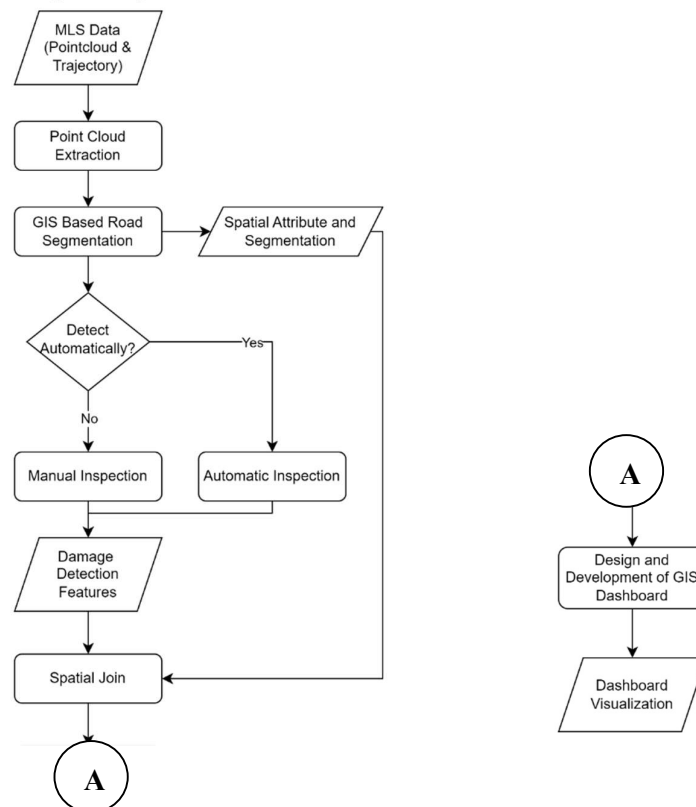 MLS Data
(Pointcloud &
Trajectory)
Point Cloud
Extraction
GIS Based Road
Segmentation
Spatial Attribute and
Segmentation
Detect
Automatically?
Yes
No
Manual Inspection
Automatic Inspection
Damage
Detection
Features
Spatial Join
A
A
Design and
Development of GIS
Dashboard
Dashboard
Visualization